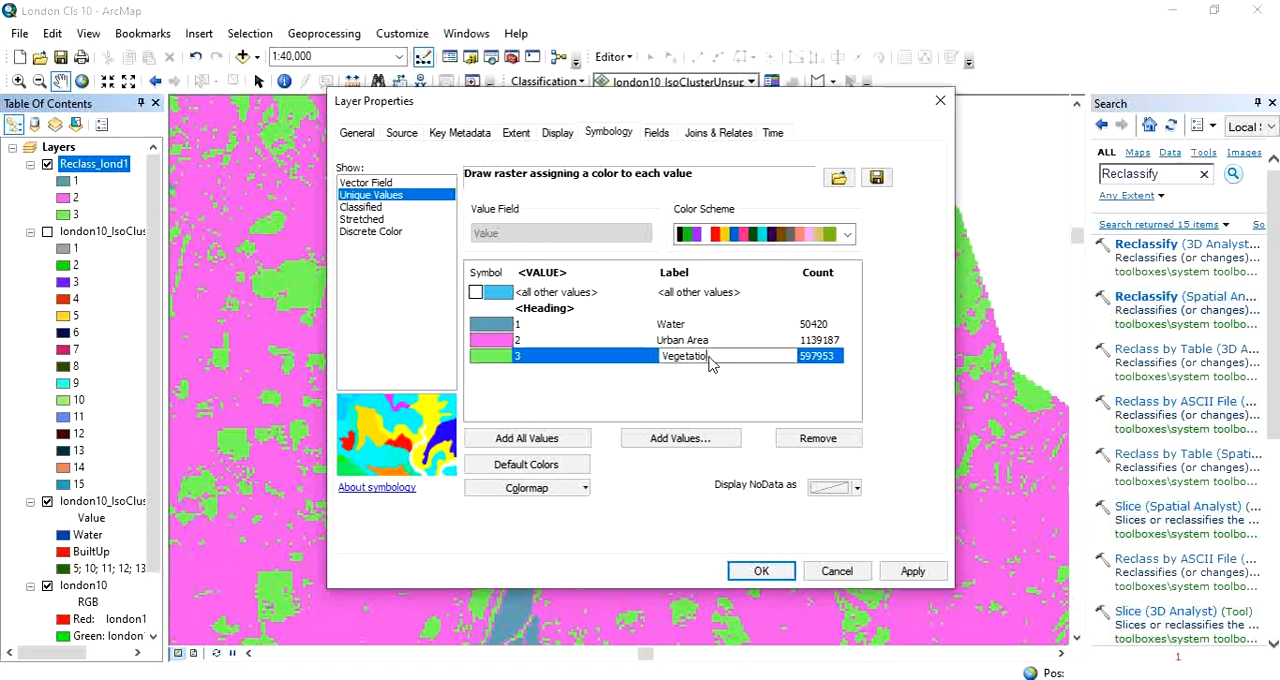 London Cls 10 - ArcMap
File Edit View Bookmarks Insert Selection Geoprocessing Customize Windows Help
1:40,000 Editor
Classification london10_IsoClusterUnsup
Table Of Contents
Layers
Reclass_lond1
1
2
3
london10_IsoClus
1
2
3
4
5
6
7
8
9
10
11
12
13
14
15
london10_IsoClus
Value
Water
BuiltUp
5; 10; 11; 12; 13
london10
RGB
Red: london1
Green: london
Layer Properties
General Source Key Metadata Extent Display Symbology Fields Joins & Relates Time
Show:
Vector Field
Unique Values
Classified
Stretched
Discrete Color
About symbology
Draw raster assigning a color to each value
Value Field
Value
Color Scheme
Symbol <VALUE> Label Count
<all other values> <all other values>
<Heading>
1 Water 50420
2 Urban Area 1139187
3 Vegetatio 597953
Add All Values Add Values... Remove
Default Colors
Colormap
Display NoData as
OK Cancel Apply
Search
Local
ALL Maps Data Tools Images
Reclassify
Any Extent
Search returned 15 items So
Reclassify (3D Analyst...
Reclassifies (or changes)...
toolboxes\system toolbo...
Reclassify (Spatial An...
Reclassifies (or changes)...
toolboxes\system toolbo...
Reclass by Table (3D A...
Reclassifies (or changes)...
toolboxes\system toolbo...
Reclass by ASCII File (...
Reclassifies (or changes)...
toolboxes\system toolbo...
Reclass by Table (Spati...
Reclassifies (or changes)...
toolboxes\system toolbo...
Slice (Spatial Analyst) (...
Slices or reclassifies the ...
toolboxes\system toolbo...
Reclass by ASCII File (...
Reclassifies (or changes)...
toolboxes\system toolbo...
Slice (3D Analyst) (Tool)
Slices or reclassifies the ...
toolboxes\system toolbo...
1
Pos: